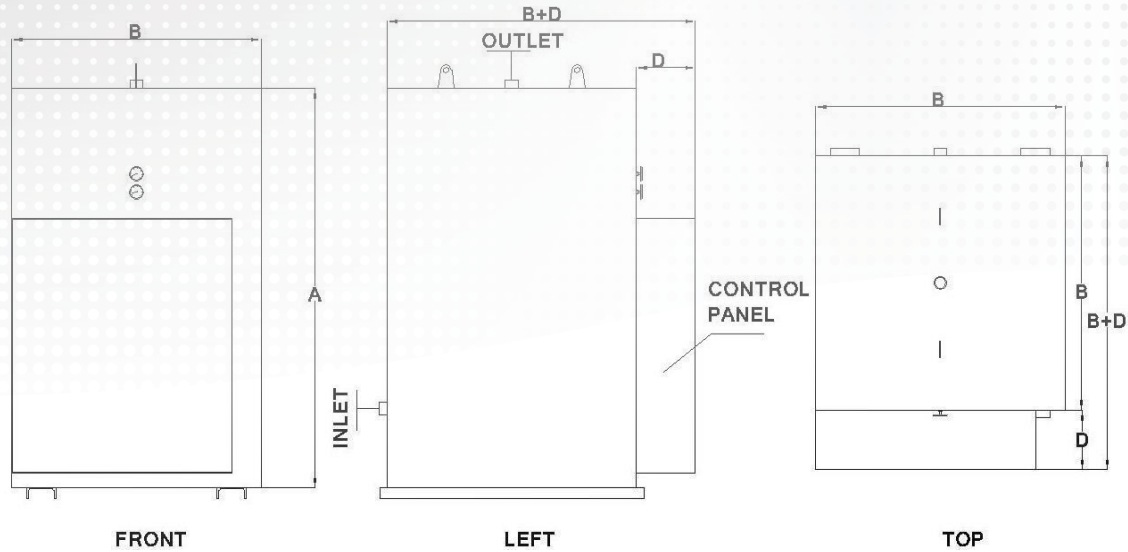 B
A
FRONT
B+D
OUTLET
D
CONTROL
PANEL
INLET
LEFT
B
B
B+D
D
TOP